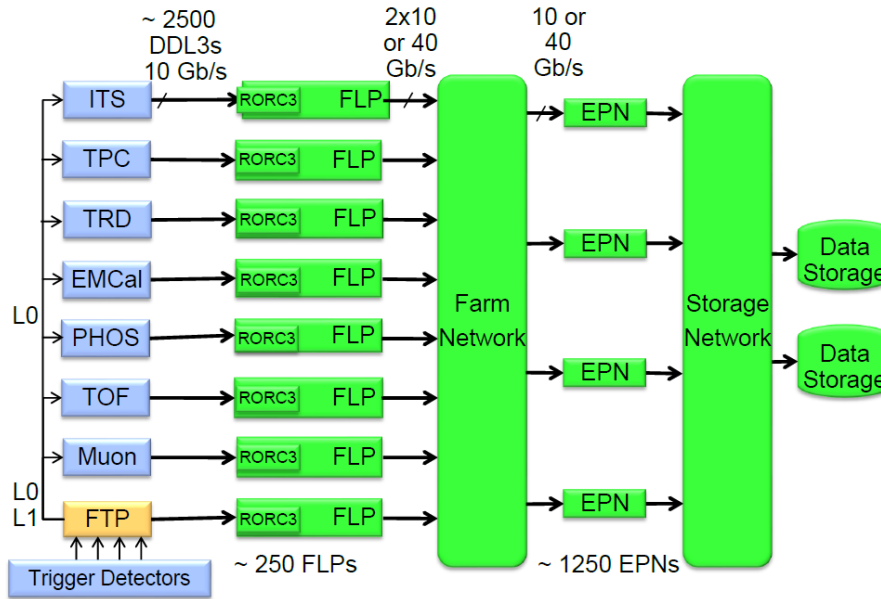 ~ 2500
DDL3s
10 Gb/s
2x10
or 40
Gb/s
10 or
40
Gb/s
ITS
RORC3
FLP
EPN
TPC
RORC3
FLP
TRD
RORC3
FLP
EPN
Data
Storage
EMCal
RORC3
FLP
Farm
Network
Storage
Network
L0
PHOS
RORC3
FLP
EPN
Data
Storage
TOF
RORC3
FLP
Muon
RORC3
FLP
L0
L1
FTP
RORC3
FLP
EPN
Trigger Detectors
~ 250 FLPs
~ 1250 EPNs